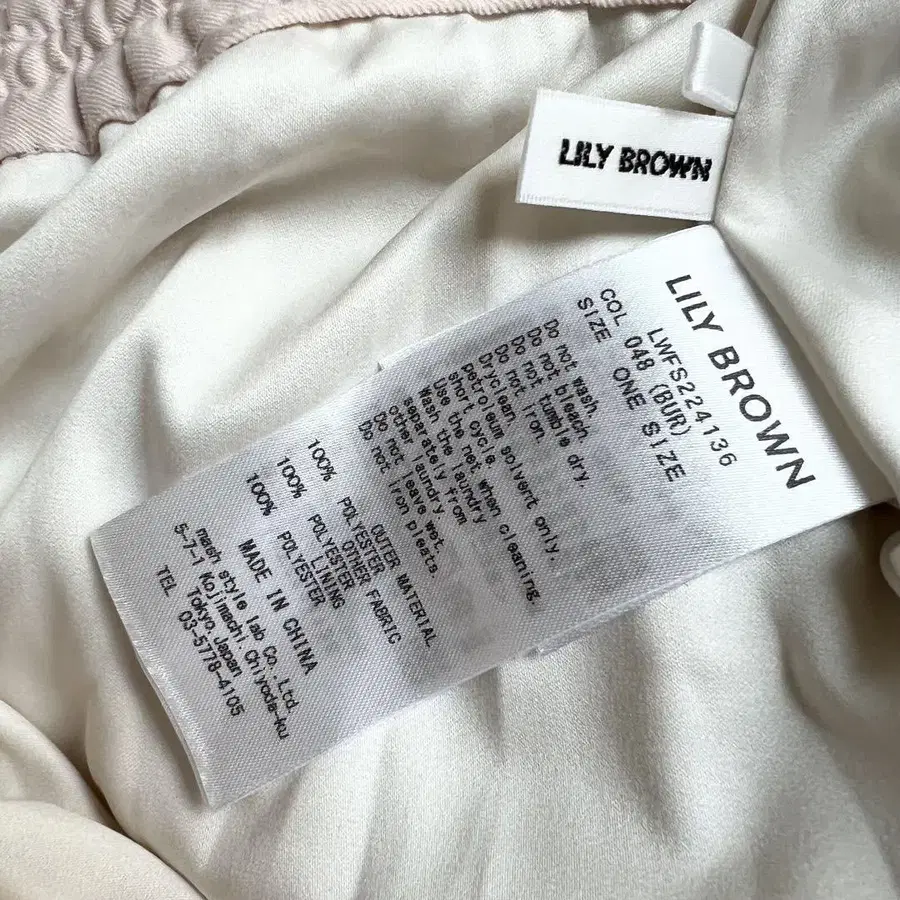 LILY BROWN
LILY BROWN
LWFS224136
COL 048 (BUR)
SIZE ONE SIZE
Do not wash.
Do not bleach.
Do not tumble dry.
Do not iron.
Dryclean,
petroleum solvent only,
short cycle.
Use the net when cleaning.
Wash the laundry
separately from
other laundry.
Do not leave wet.
Do not iron pleats.
OUTER MATERIAL
100% POLYESTER
OTHER FABRIC
100% POLYESTER
LINING
100% POLYESTER
MADE IN CHINA
mash style lab Co.,Ltd.
5-7-1 Kojimachi.Chiyoda-ku
Tokyo.Japan
TEL 03-5778-4105